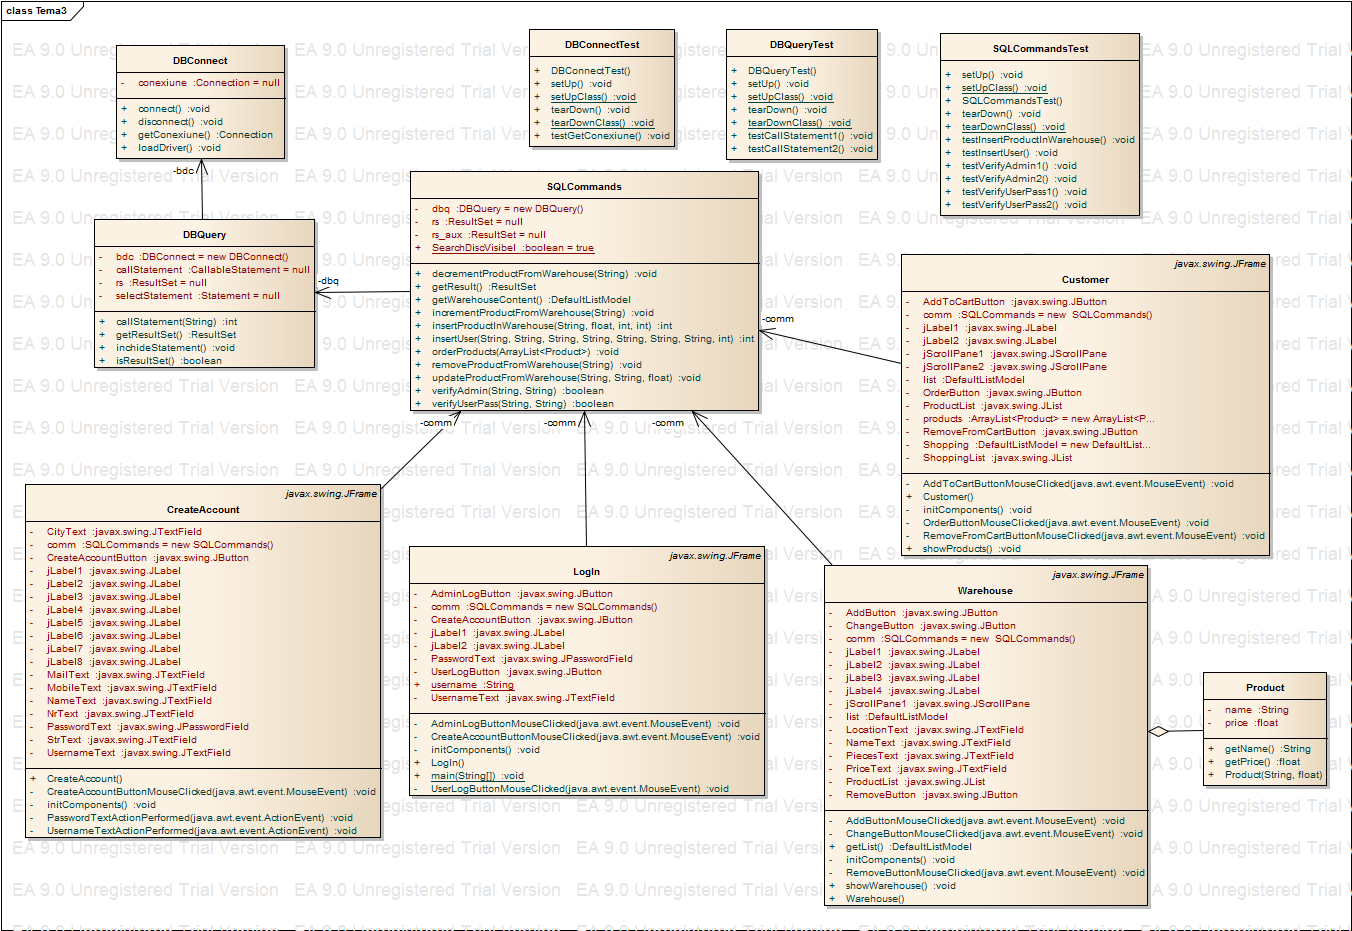 class Tema3
DBConnect
- conexiune :Connection = null
+ connect() :void
+ disconnect() :void
+ getConexiune() :Connection
+ loadDriver() :void
DBConnectTest
+ DBConnectTest()
+ setUp() :void
+ setUpClass() :void
+ tearDown() :void
+ tearDownClass() :void
+ testGetConexiune() :void
DBQueryTest
+ DBQueryTest()
+ setUp() :void
+ setUpClass() :void
+ tearDown() :void
+ tearDownClass() :void
+ testCallStatement1() :void
+ testCallStatement2() :void
SQLCommandsTest
+ setUp() :void
+ setUpClass() :void
+ SQLCommandsTest()
+ tearDown() :void
+ tearDownClass() :void
+ testInsertProductInWarehouse() :void
+ testInsertUser() :void
+ testVerifyAdmin1() :void
+ testVerifyAdmin2() :void
+ testVerifyUserPass1() :void
+ testVerifyUserPass2() :void
-bdc
DBQuery
- bdc :DBConnect = new DBConnect()
- callStatement :CallableStatement = null
- rs :ResultSet = null
- selectStatement :Statement = null
+ callStatement(String) :int
+ getResultSet() :ResultSet
+ inchideStatement() :void
+ isResultSet() :boolean
-dbq
SQLCommands
- dbq :DBQuery = new DBQuery()
- rs :ResultSet = null
- rs_aux :ResultSet = null
+ SearchDiscVisibel :boolean = true
+ decrementProductFromWarehouse(String) :void
+ getResult() :ResultSet
+ getWarehouseContent() :DefaultListModel
+ incrementProductFromWarehouse(String) :void
+ insertProductInWarehouse(String, float, int, int) :int
+ insertUser(String, String, String, String, String, String, String, int) :int
+ orderProducts(ArrayList<Product>) :void
+ removeProductFromWarehouse(String) :void
+ updateProductFromWarehouse(String, String, float) :void
+ verifyAdmin(String, String) :boolean
+ verifyUserPass(String, String) :boolean
-comm
-comm
-comm
-comm
javax.swing.JFrame
Customer
- AddToCartButton :javax.swing.JButton
- comm :SQLCommands = new SQLCommands()
- jLabel1 :javax.swing.JLabel
- jLabel2 :javax.swing.JLabel
- jScrollPane1 :javax.swing.JScrollPane
- jScrollPane2 :javax.swing.JScrollPane
- list :DefaultListModel
- OrderButton :javax.swing.JButton
- ProductList :javax.swing.JList
- products :ArrayList<Product> = new ArrayList<P...
- RemoveFromCartButton :javax.swing.JButton
- Shopping :DefaultListModel = new DefaultList...
- ShoppingList :javax.swing.JList
- AddToCartButtonMouseClicked(java.awt.event.MouseEvent) :void
+ Customer()
- initComponents() :void
- OrderButtonMouseClicked(java.awt.event.MouseEvent) :void
- RemoveFromCartButtonMouseClicked(java.awt.event.MouseEvent) :void
+ showProducts() :void
javax.swing.JFrame
CreateAccount
- CityText :javax.swing.JTextField
- comm :SQLCommands = new SQLCommands()
- CreateAccountButton :javax.swing.JButton
- jLabel1 :javax.swing.JLabel
- jLabel2 :javax.swing.JLabel
- jLabel3 :javax.swing.JLabel
- jLabel4 :javax.swing.JLabel
- jLabel5 :javax.swing.JLabel
- jLabel6 :javax.swing.JLabel
- jLabel7 :javax.swing.JLabel
- jLabel8 :javax.swing.JLabel
- MailText :javax.swing.JTextField
- MobileText :javax.swing.JTextField
- NameText :javax.swing.JTextField
- NrText :javax.swing.JTextField
- PasswordText :javax.swing.JPasswordField
- StrText :javax.swing.JTextField
- UsernameText :javax.swing.JTextField
+ CreateAccount()
- CreateAccountButtonMouseClicked(java.awt.event.MouseEvent) :void
- initComponents() :void
- PasswordTextActionPerformed(java.awt.event.ActionEvent) :void
- UsernameTextActionPerformed(java.awt.event.ActionEvent) :void
javax.swing.JFrame
LogIn
- AdminLogButton :javax.swing.JButton
- comm :SQLCommands = new SQLCommands()
- CreateAccountButton :javax.swing.JButton
- jLabel1 :javax.swing.JLabel
- jLabel2 :javax.swing.JLabel
- PasswordText :javax.swing.JPasswordField
- UserLogButton :javax.swing.JButton
+ username :String
- UsernameText :javax.swing.JTextField
- AdminLogButtonMouseClicked(java.awt.event.MouseEvent) :void
- CreateAccountButtonMouseClicked(java.awt.event.MouseEvent) :void
- initComponents() :void
+ LogIn()
+ main(String[]) :void
- UserLogButtonMouseClicked(java.awt.event.MouseEvent) :void
javax.swing.JFrame
Warehouse
- AddButton :javax.swing.JButton
- ChangeButton :javax.swing.JButton
- comm :SQLCommands = new SQLCommands()
- jLabel1 :javax.swing.JLabel
- jLabel2 :javax.swing.JLabel
- jLabel3 :javax.swing.JLabel
- jLabel4 :javax.swing.JLabel
- jScrollPane1 :javax.swing.JScrollPane
- list :DefaultListModel
- LocationText :javax.swing.JTextField
- NameText :javax.swing.JTextField
- PiecesText :javax.swing.JTextField
- PriceText :javax.swing.JTextField
- ProductList :javax.swing.JList
- RemoveButton :javax.swing.JButton
- AddButtonMouseClicked(java.awt.event.MouseEvent) :void
- ChangeButtonMouseClicked(java.awt.event.MouseEvent) :void
+ getList() :DefaultListModel
- initComponents() :void
- RemoveButtonMouseClicked(java.awt.event.MouseEvent) :void
+ showWarehouse() :void
+ Warehouse()
Product
- name :String
- price :float
+ getName() :String
+ getPrice() :float
+ Product(String, float)
EA 9.0 Unregistered Trial Version